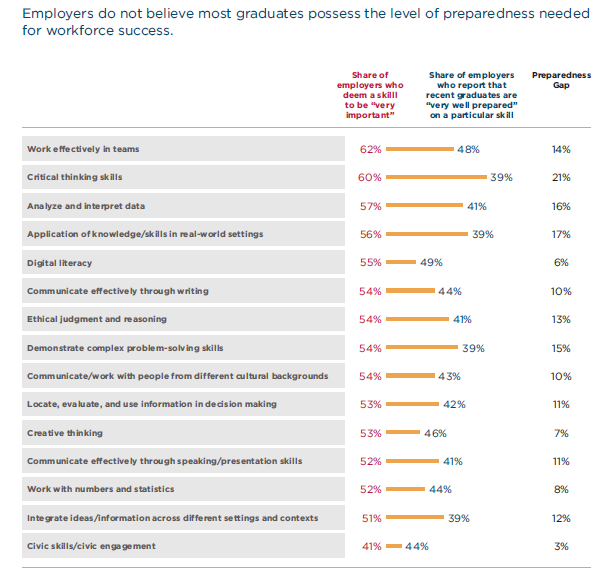 Employers do not believe most graduates possess the level of preparedness needed
for workforce success.
Share of
employers who
deem a skilll
to be “very
important”
Share of employers
who report that
recent graduates are
“very well prepared”
on a particular skill
Preparedness
Gap
Work effectively in teams 62% 48% 14%
Critical thinking skills 60% 39% 21%
Analyze and interpret data 57% 41% 16%
Application of knowledge/skills in real-world settings 56% 39% 17%
Digital literacy 55% 49% 6%
Communicate effectively through writing 54% 44% 10%
Ethical judgment and reasoning 54% 41% 13%
Demonstrate complex problem-solving skills 54% 39% 15%
Communicate/work with people from different cultural backgrounds 54% 43% 10%
Locate, evaluate, and use information in decision making 53% 42% 11%
Creative thinking 53% 46% 7%
Communicate effectively through speaking/presentation skills 52% 41% 11%
Work with numbers and statistics 52% 44% 8%
Integrate ideas/information across different settings and contexts 51% 39% 12%
Civic skills/civic engagement 41% 44% 3%